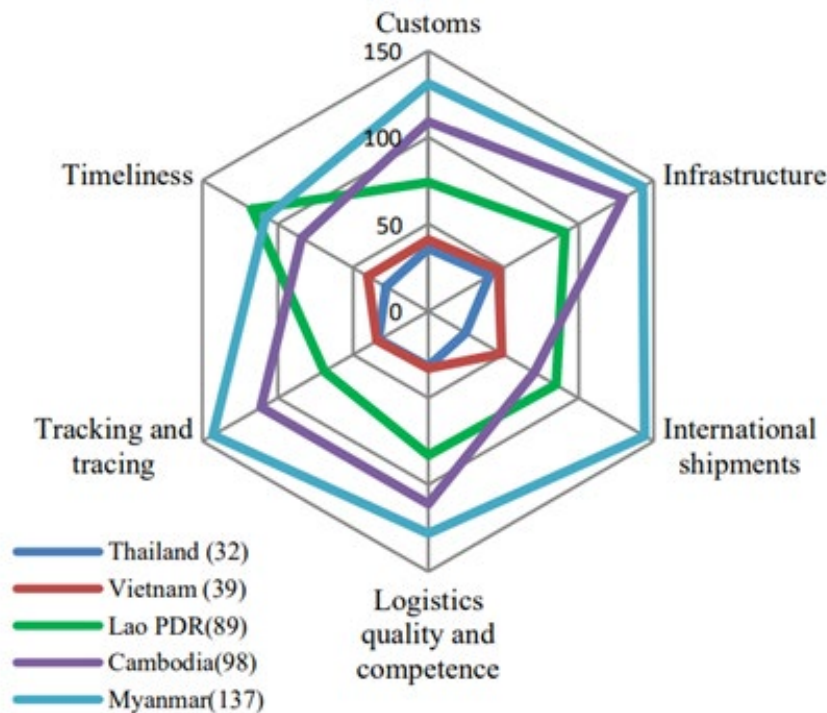 Customs
150
100
50
0
Timeliness
Infrastructure
Tracking and
tracing
International
shipments
Logistics
quality and
competence
Thailand (32)
Vietnam (39)
Lao PDR(89)
Cambodia(98)
Myanmar(137)